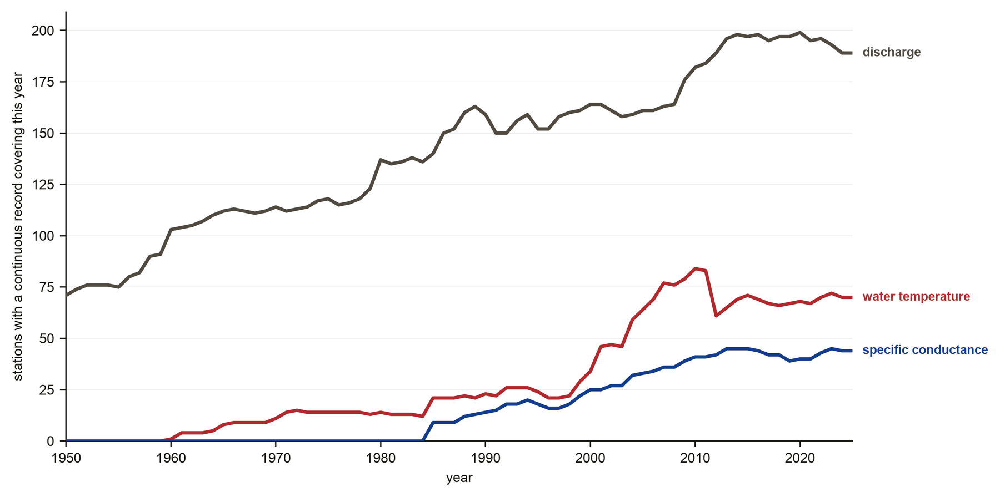 200
175
150
125
100
75
50
25
0
stations with a continuous record covering this year
discharge
water temperature
specific conductance
1950 1960 1970 1980 1990 2000 2010 2020
year